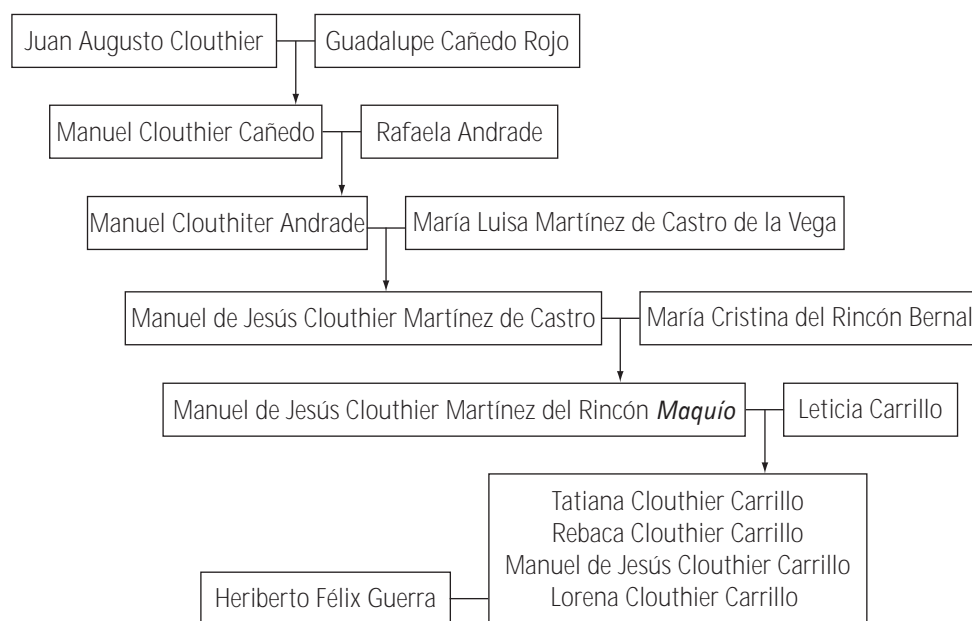 Juan Augusto Clouthier
Guadalupe Cañedo Rojo
Manuel Clouthier Cañedo
Rafaela Andrade
Manuel Clouthiter Andrade
María Luisa Martínez de Castro de la Vega
Manuel de Jesús Clouthier Martínez de Castro
María Cristina del Rincón Bernal
Manuel de Jesús Clouthier Martínez del Rincón Maquío
Leticia Carrillo
Tatiana Clouthier Carrillo
Rebaca Clouthier Carrillo
Manuel de Jesús Clouthier Carrillo
Lorena Clouthier Carrillo
Heriberto Félix Guerra